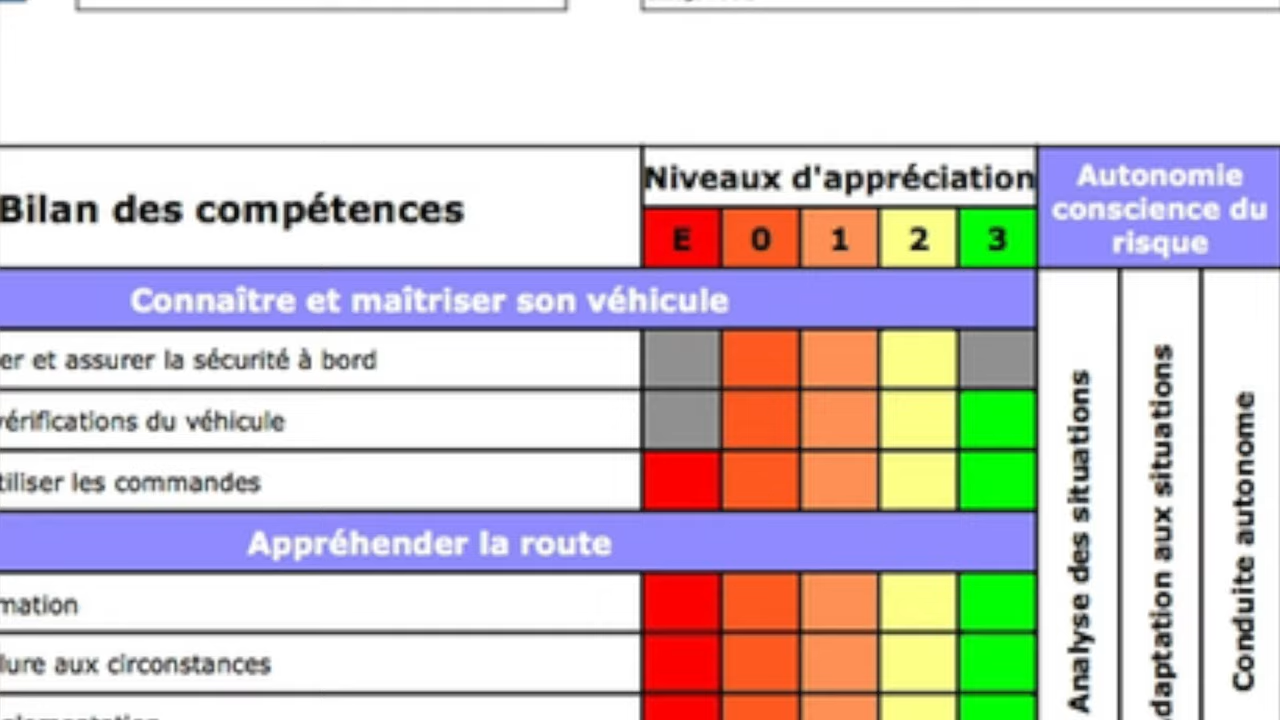 Bilan des compétences
Niveaux d'appréciation
E 0 1 2 3
Autonomie
conscience du
risque
Connaître et maîtriser son véhicule
er et assurer la sécurité à bord
vérifications du véhicule
tiliser les commandes
Appréhender la route
mation
lure aux circonstances
Analyse des situations
daptation aux situations
Conduite autonome